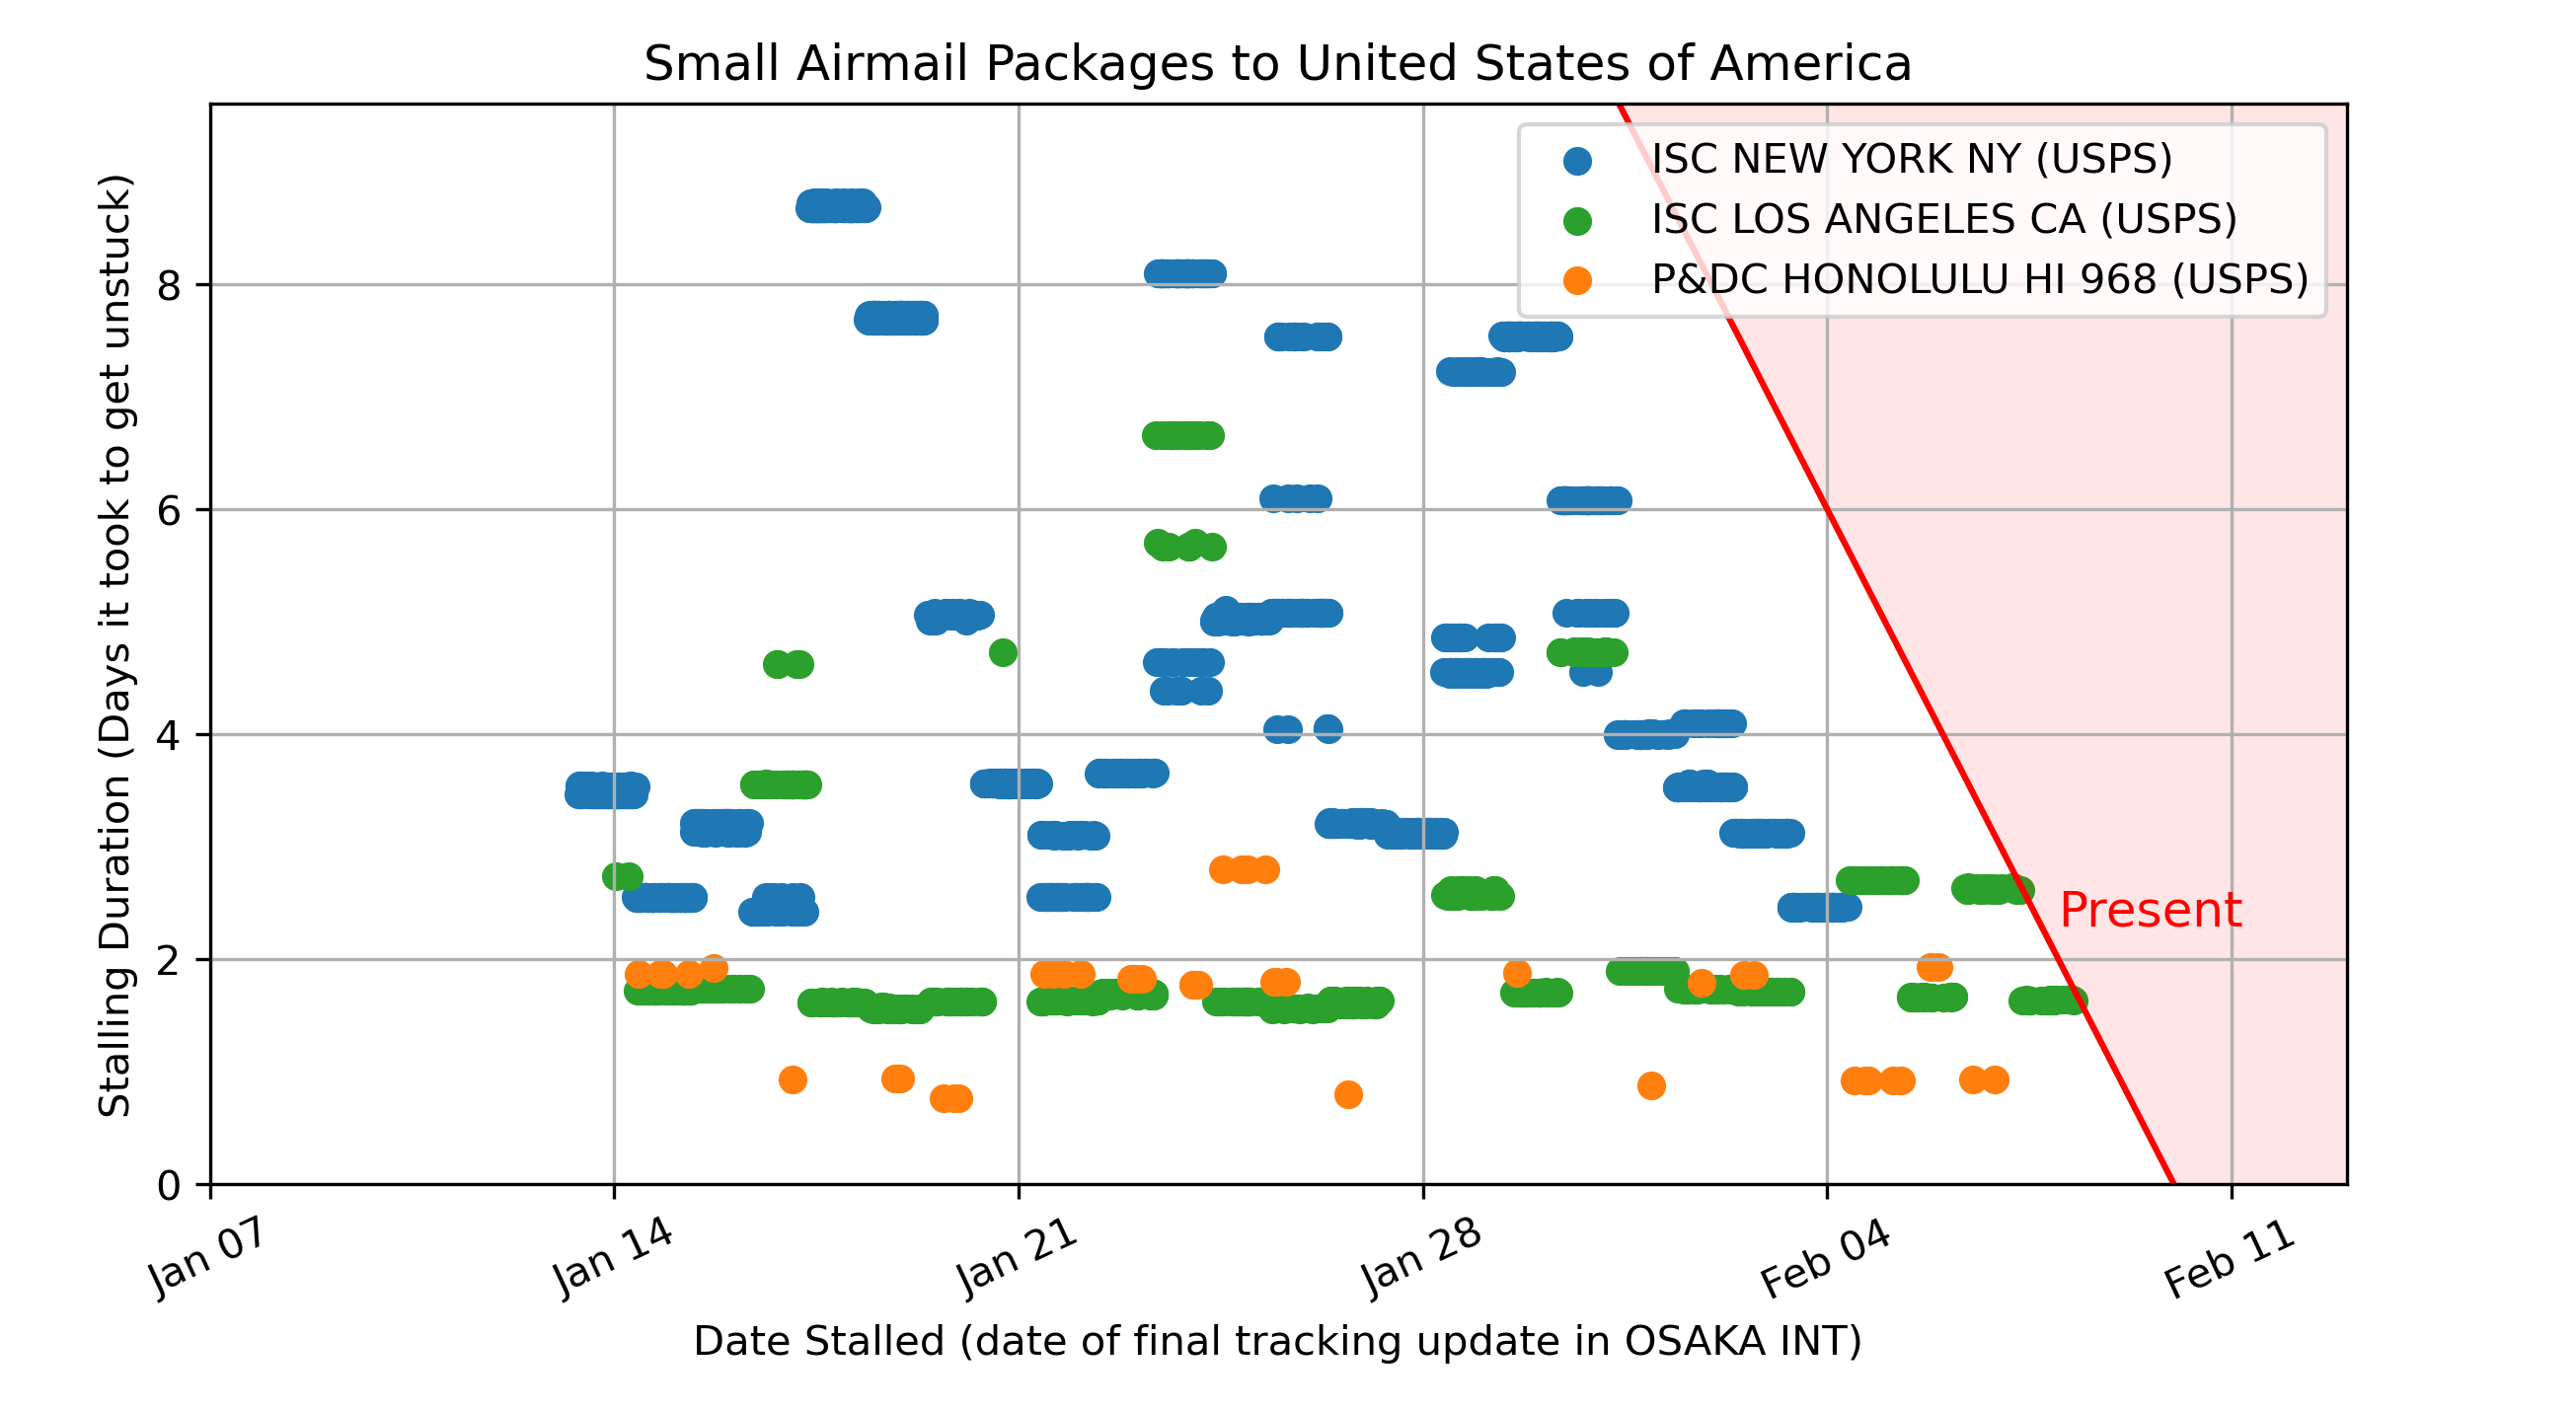 Small Airmail Packages to United States of America
Stalling Duration (Days it took to get unstuck)
8
6
4
2
0
ISC NEW YORK NY (USPS)
ISC LOS ANGELES CA (USPS)
P&DC HONOLULU HI 968 (USPS)
Present
Jan 07
Jan 14
Jan 21
Jan 28
Feb 04
Feb 11
Date Stalled (date of final tracking update in OSAKA INT)